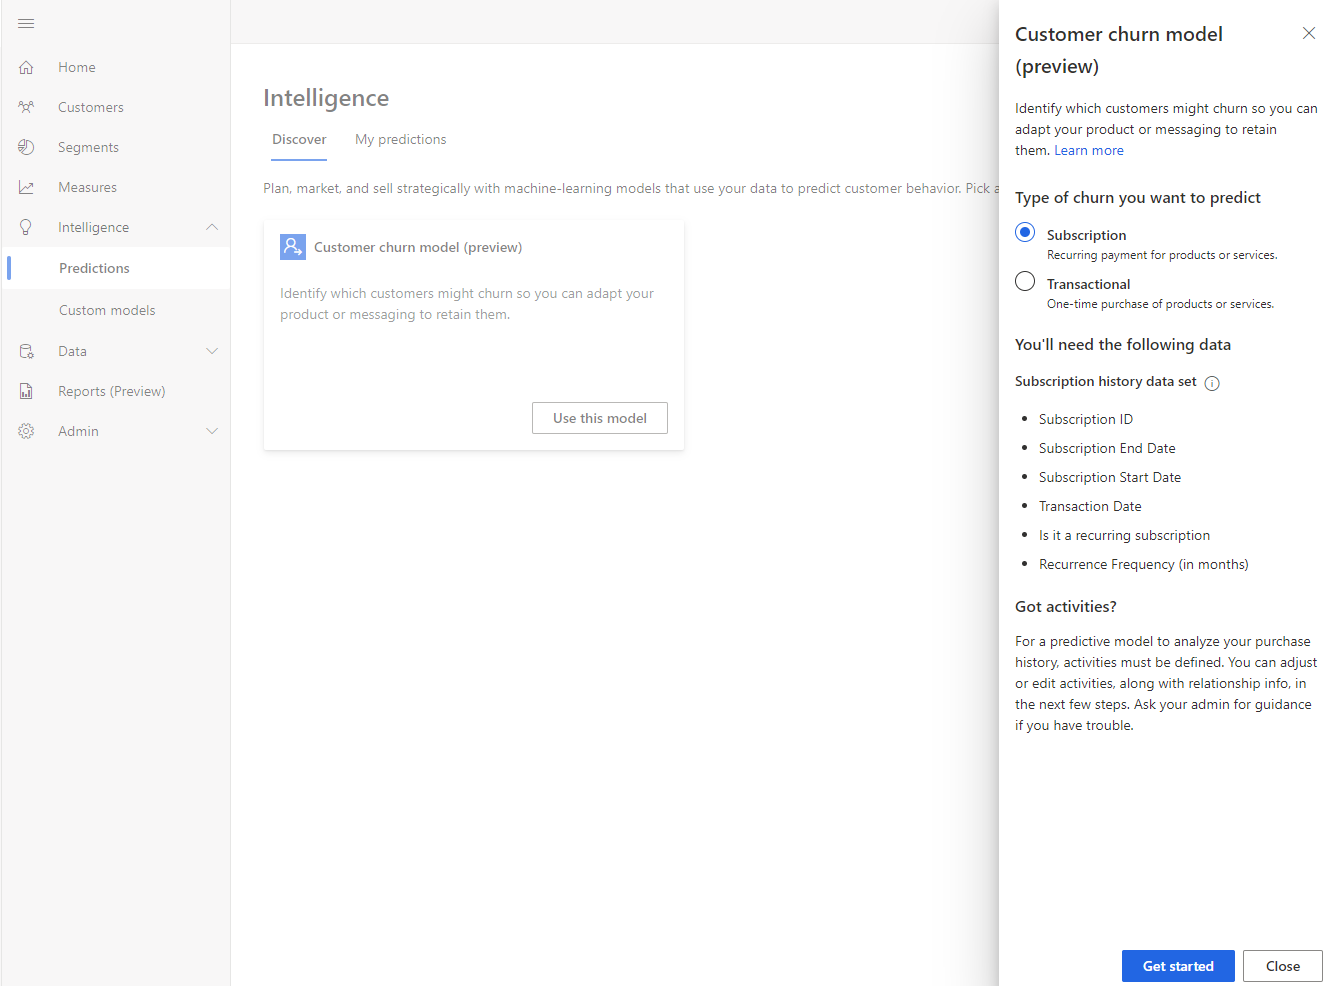 Home
Customers
Segments
Measures
Intelligence
Predictions
Custom models
Data
Reports (Preview)
Admin
Intelligence
Discover
My predictions
Plan, market, and sell strategically with machine-learning models that use your data to predict customer behavior. Pick a
Customer churn model (preview)
Identify which customers might churn so you can adapt your
product or messaging to retain them.
Use this model
Customer churn model
(preview)
Identify which customers might churn so you can
adapt your product or messaging to retain
them. Learn more
Type of churn you want to predict
Subscription
Recurring payment for products or services.
Transactional
One-time purchase of products or services.
You'll need the following data
Subscription history data set
• Subscription ID
• Subscription End Date
• Subscription Start Date
• Transaction Date
• Is it a recurring subscription
• Recurrence Frequency (in months)
Got activities?
For a predictive model to analyze your purchase
history, activities must be defined. You can adjust
or edit activities, along with relationship info, in
the next few steps. Ask your admin for guidance
if you have trouble.
Get started
Close